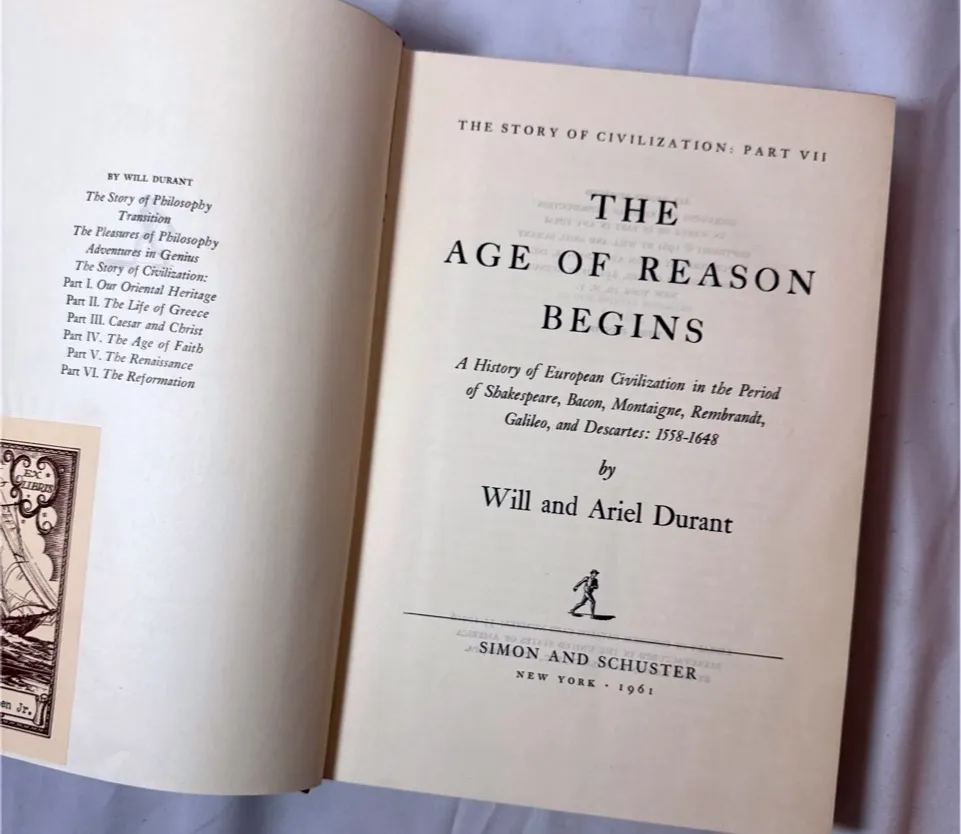 BY WILL DURANT
The Story of Philosophy
Transition
The Pleasures of Philosophy
Adventures in Genius
The Story of Civilization:
Part I. Our Oriental Heritage
Part II. The Life of Greece
Part III. Caesar and Christ
Part IV. The Age of Faith
Part V. The Renaissance
Part VI. The Reformation
EX
LIBRIS
en Jr.
THE STORY OF CIVILIZATION: PART VII
THE
AGE OF REASON
BEGINS
A History of European Civilization in the Period
of Shakespeare, Bacon, Montaigne, Rembrandt,
Galileo, and Descartes: 1558-1648
by
Will and Ariel Durant
SIMON AND SCHUSTER
NEW YORK · 1961